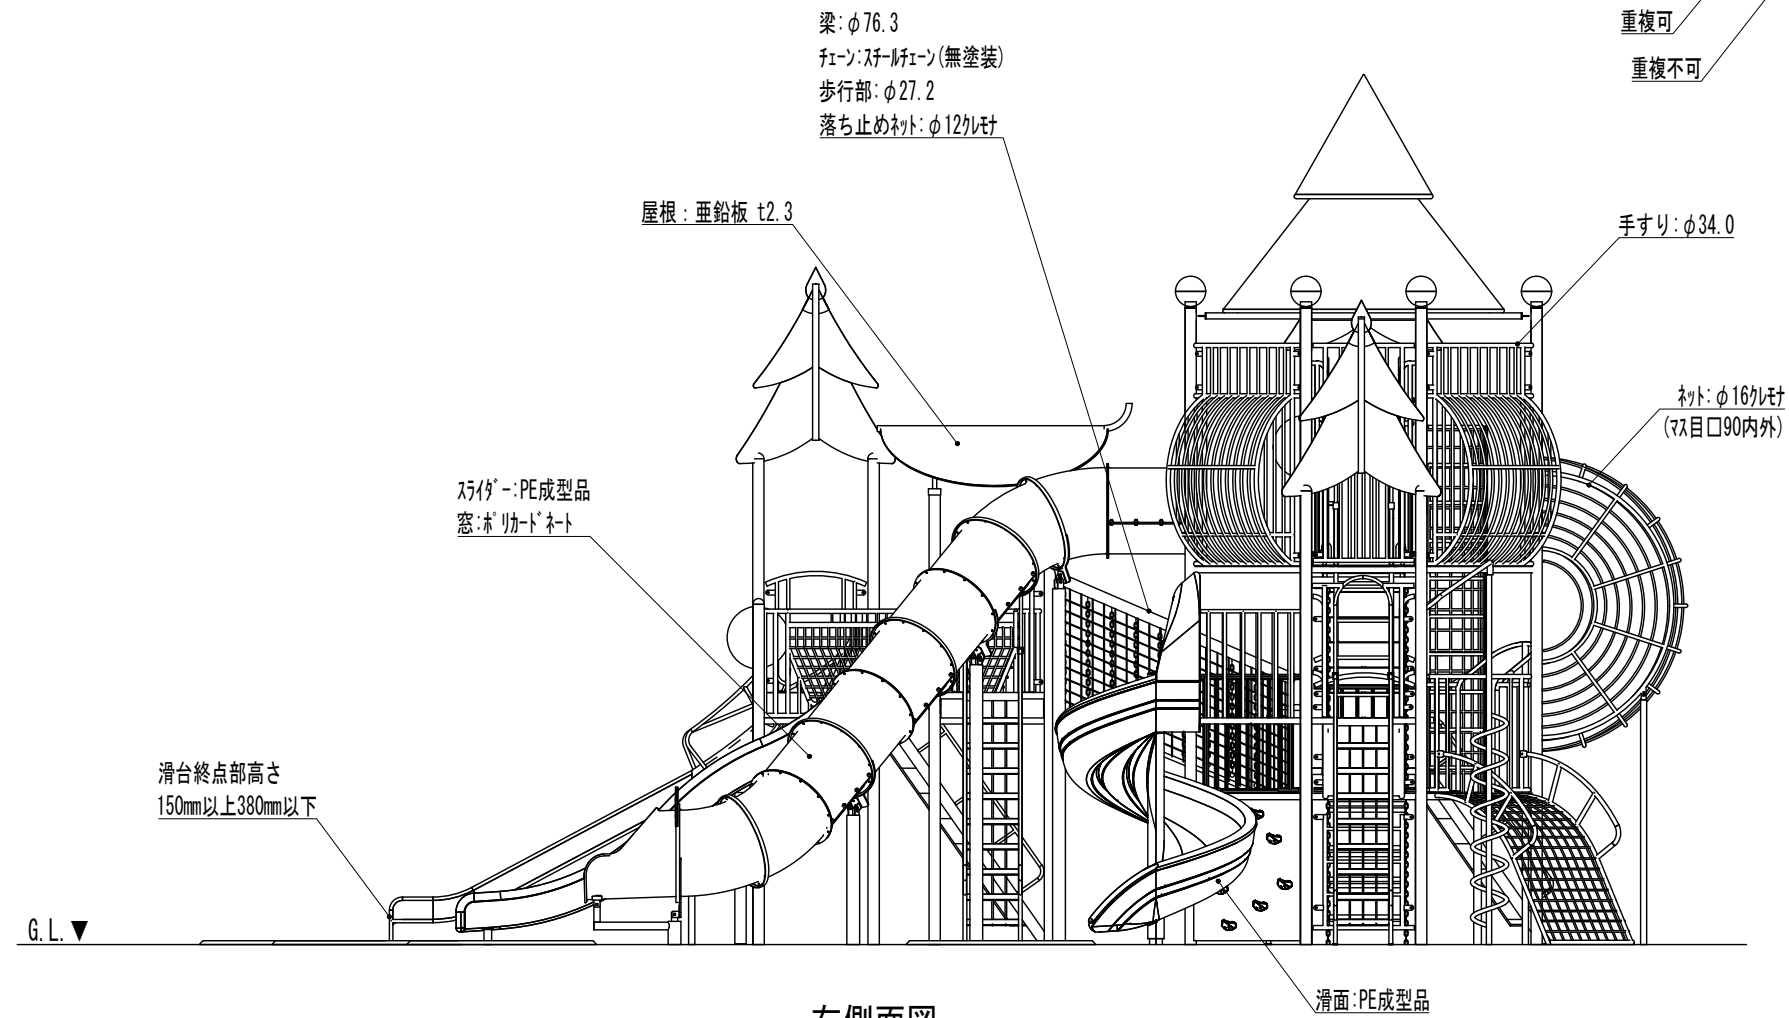 重複可
重複不可
梁:φ76.3
ﾁｪｰﾝ:ｽﾁｰﾙﾁｪｰﾝ(無塗装)
歩行部:φ27.2
落ち止めﾈｯﾄ:φ12ｸﾚﾓﾅ
屋根:亜鉛板 t2.3
手すり:φ34.0
ﾈｯﾄ:φ16ｸﾚﾓﾅ
(ﾏｽ目口90内外)
ｽﾗｲﾀﾞｰ:PE成型品
窓:ﾎﾟﾘｶｰﾄﾞﾈｰﾄ
滑台終点部高さ
150mm以上380mm以下
G.L.▼
滑面:PE成型品